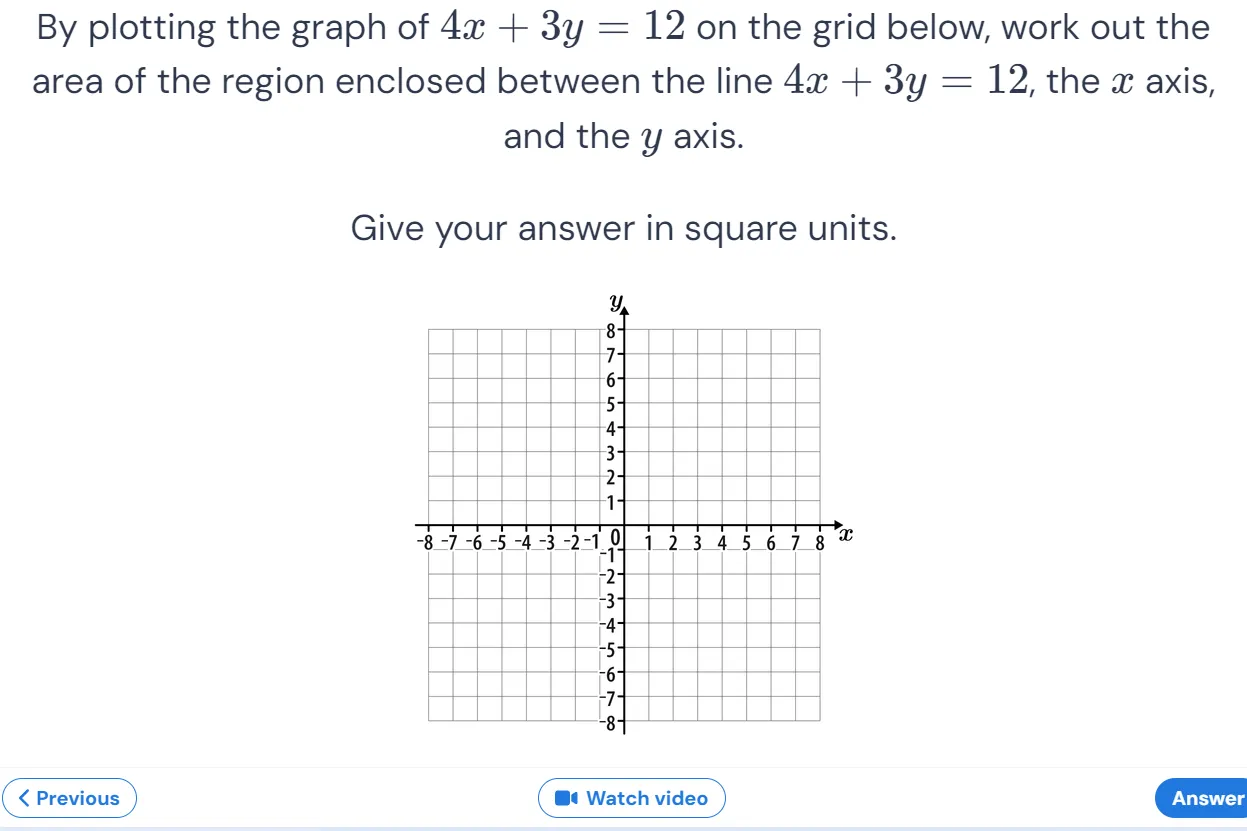 By plotting the graph of 4x + 3y = 12 on the grid below, work out the
area of the region enclosed between the line 4x + 3y = 12, the x axis,
and the y axis.
Give your answer in square units.
y
8
7
6
5
4
3
2
1
-8 -7 -6 -5 -4 -3 -2 -1 0 1 2 3 4 5 6 7 8 x
-1
-2
-3
-4
-5
-6
-7
-8
Previous Watch video Answer